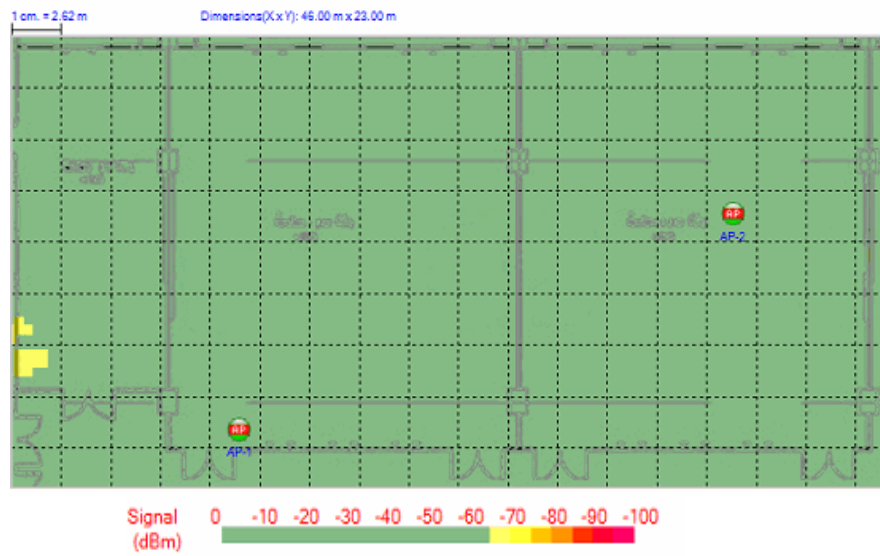 1 cm. = 2.62 m
Dimensions(X x Y): 46.00 m x 23.00 m
AP
AP-2
AP
AP-1
Signal 0 -10 -20 -30 -40 -50 -60 -70 -80 -90 -100
(dBm)